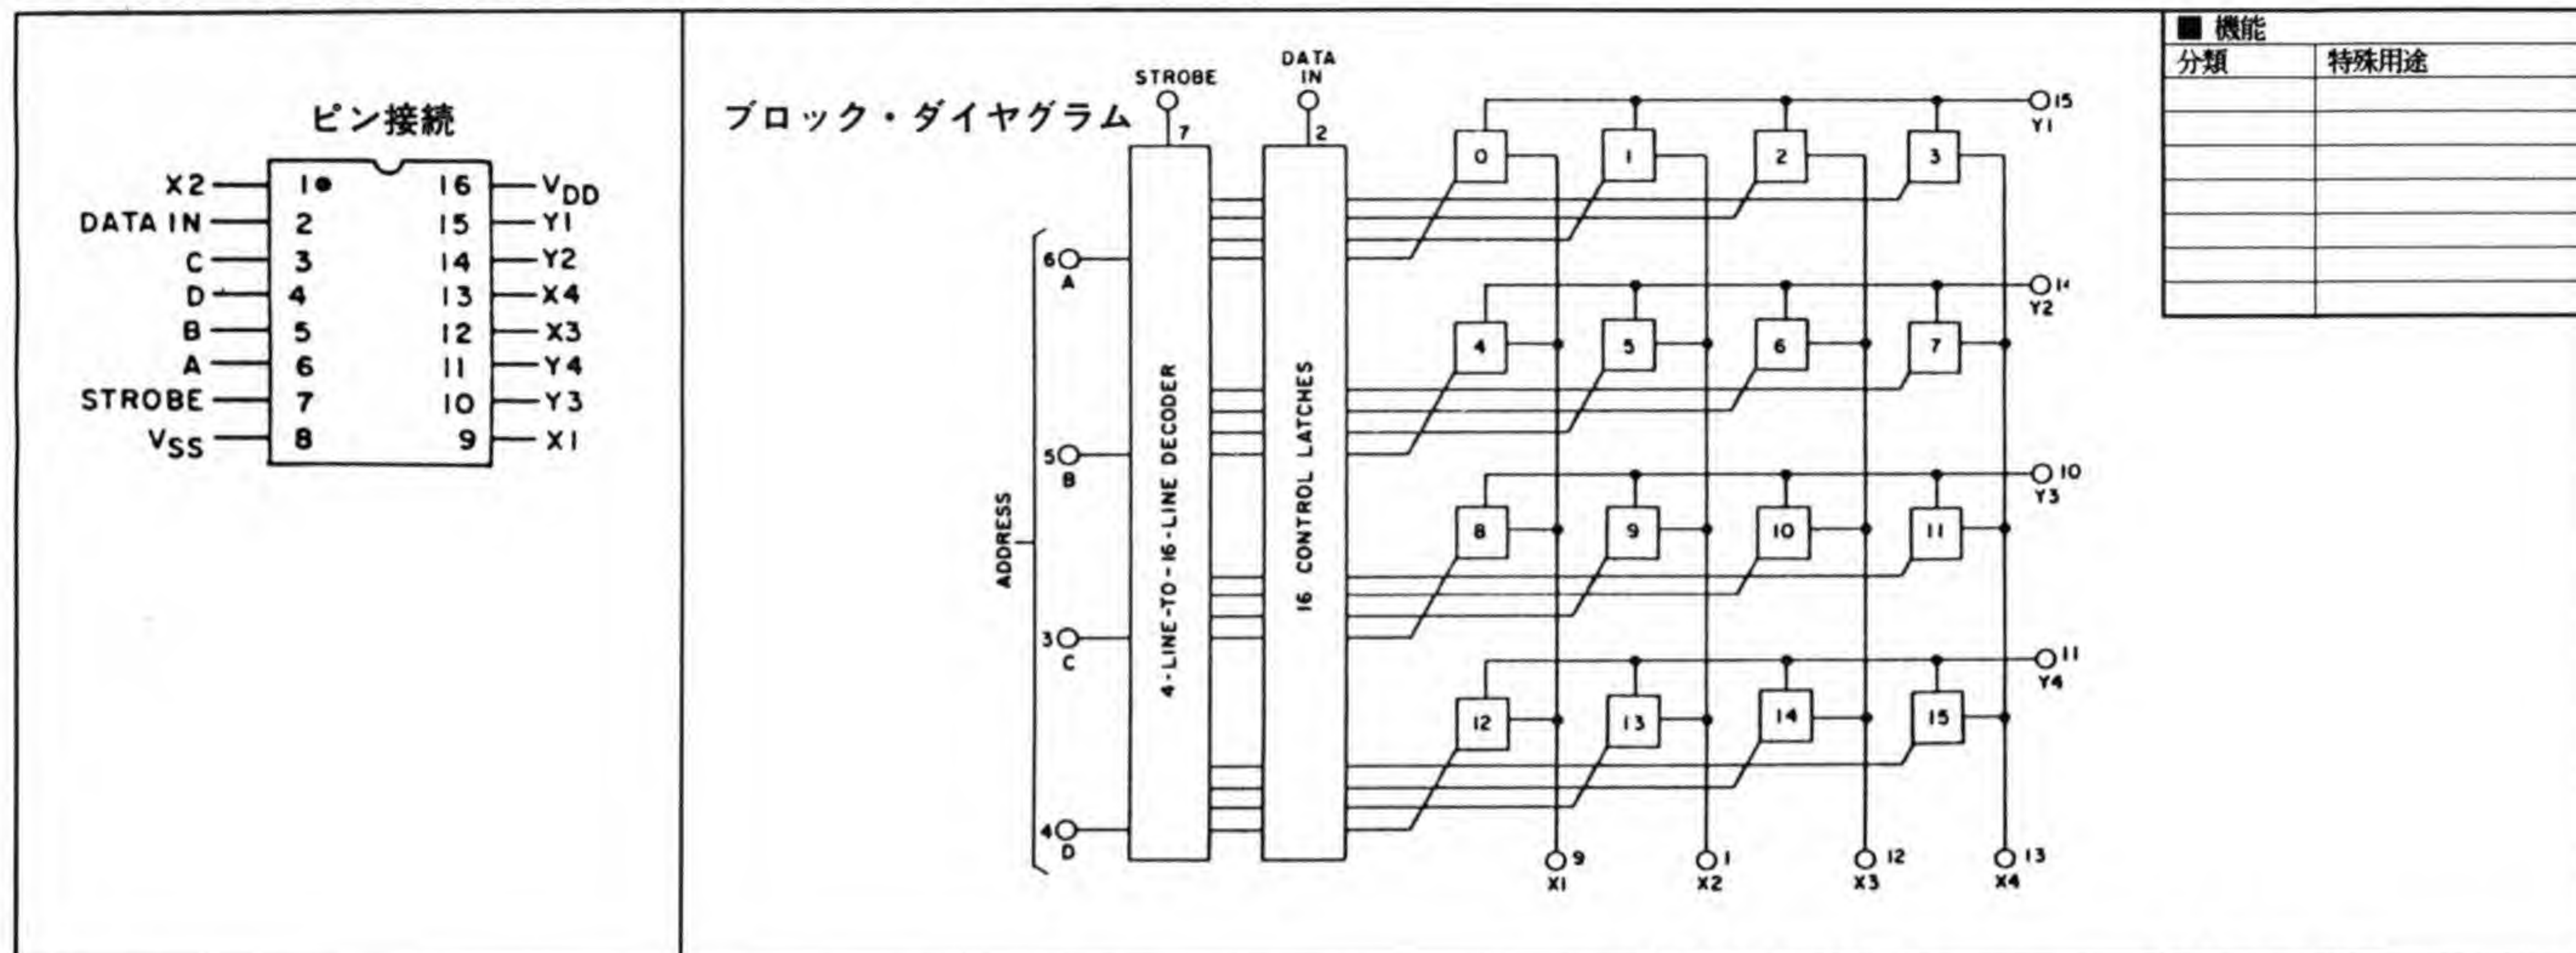 ピン接続
X2 1 16 VDD
DATA IN 2 15 Y1
C 3 14 Y2
D 4 13 X4
B 5 12 X3
A 6 11 Y4
STROBE 7 10 Y3
VSS 8 9 X1
ブロック・ダイヤグラム
STROBE
7
DATA
IN
2
ADDRESS
6
A
5
B
3
C
4
D
4-LINE-TO-16-LINE DECODER
16 CONTROL LATCHES
0 1 2 3
15
Y1
4 5 6 7
14
Y2
8 9 10 11
10
Y3
12 13 14 15
11
Y4
9
X1
1
X2
12
X3
13
X4
■ 機能
分類 特殊用途